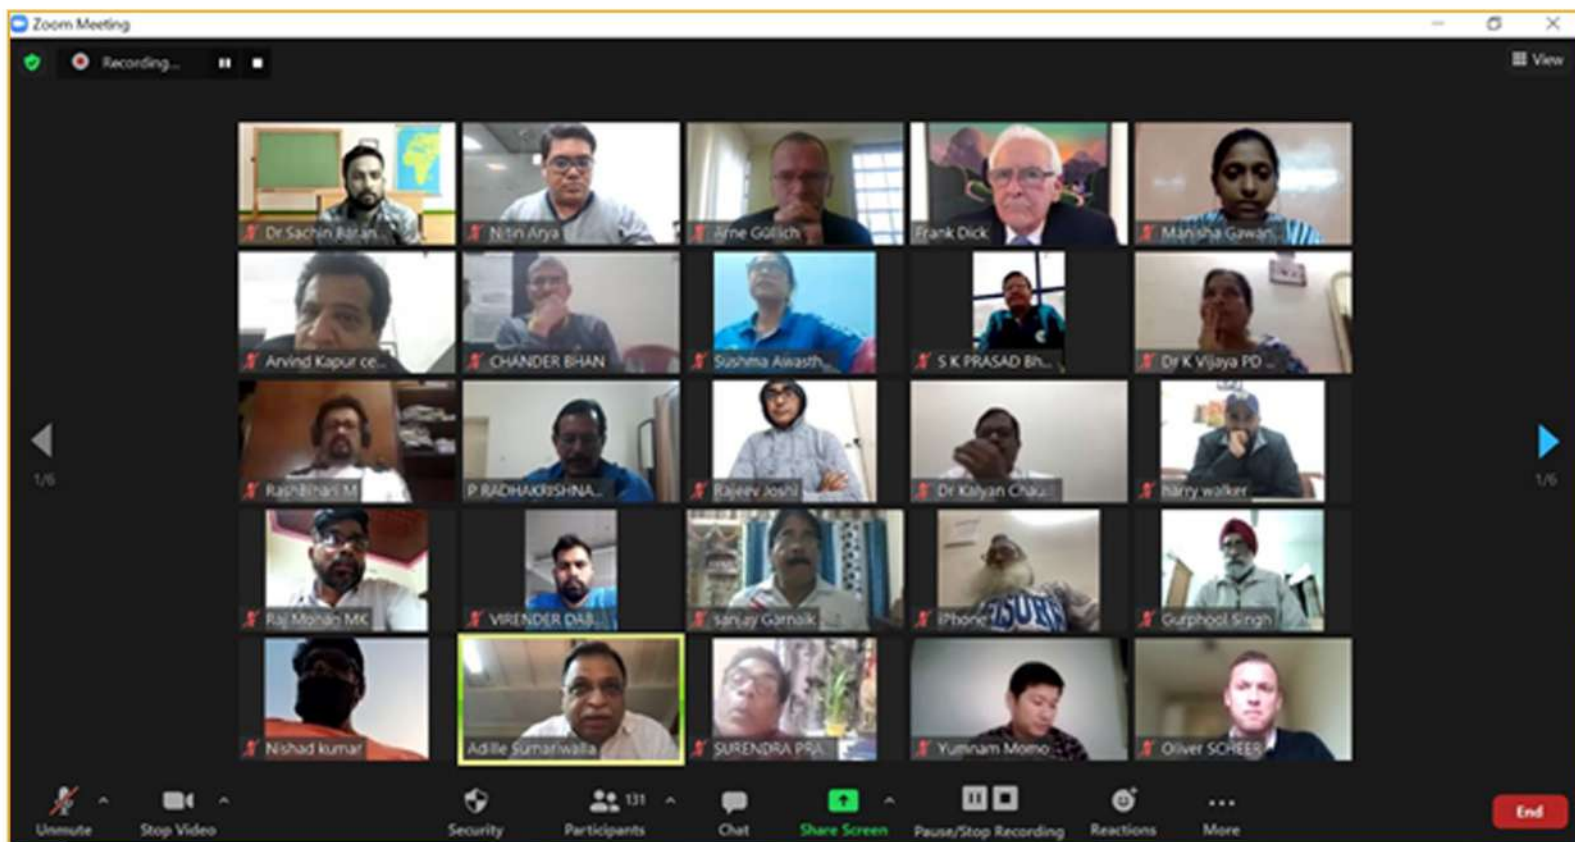 Zoom Meeting
Recording...
View
Dr Sachin Baran...
Nitin Arya
Arne Güllich
Frank Dick
Manisha Gawan...
Arvind Kapur ce...
CHANDER BHAN
Sushma Awasth...
S K PRASAD Bh...
Dr K Vijaya PD ...
RashBihari M
P RADHAKRISHNA...
Rajeev Joshi
Dr Kalyan Chau...
harry walker
1/6
1/6
Raj Mohan MK
VIRENDER DAB...
sanjay Garnaik
iPhone
EISURE
Gurphool Singh
Nishad kumar
Adille Sumariwalla
SURENDRA PRA...
Yumnam Momo
Oliver SCHEER
131
Unmute
Stop Video
Security
Participants
Chat
Share Screen
Pause/Stop Recording
Reactions
More
End